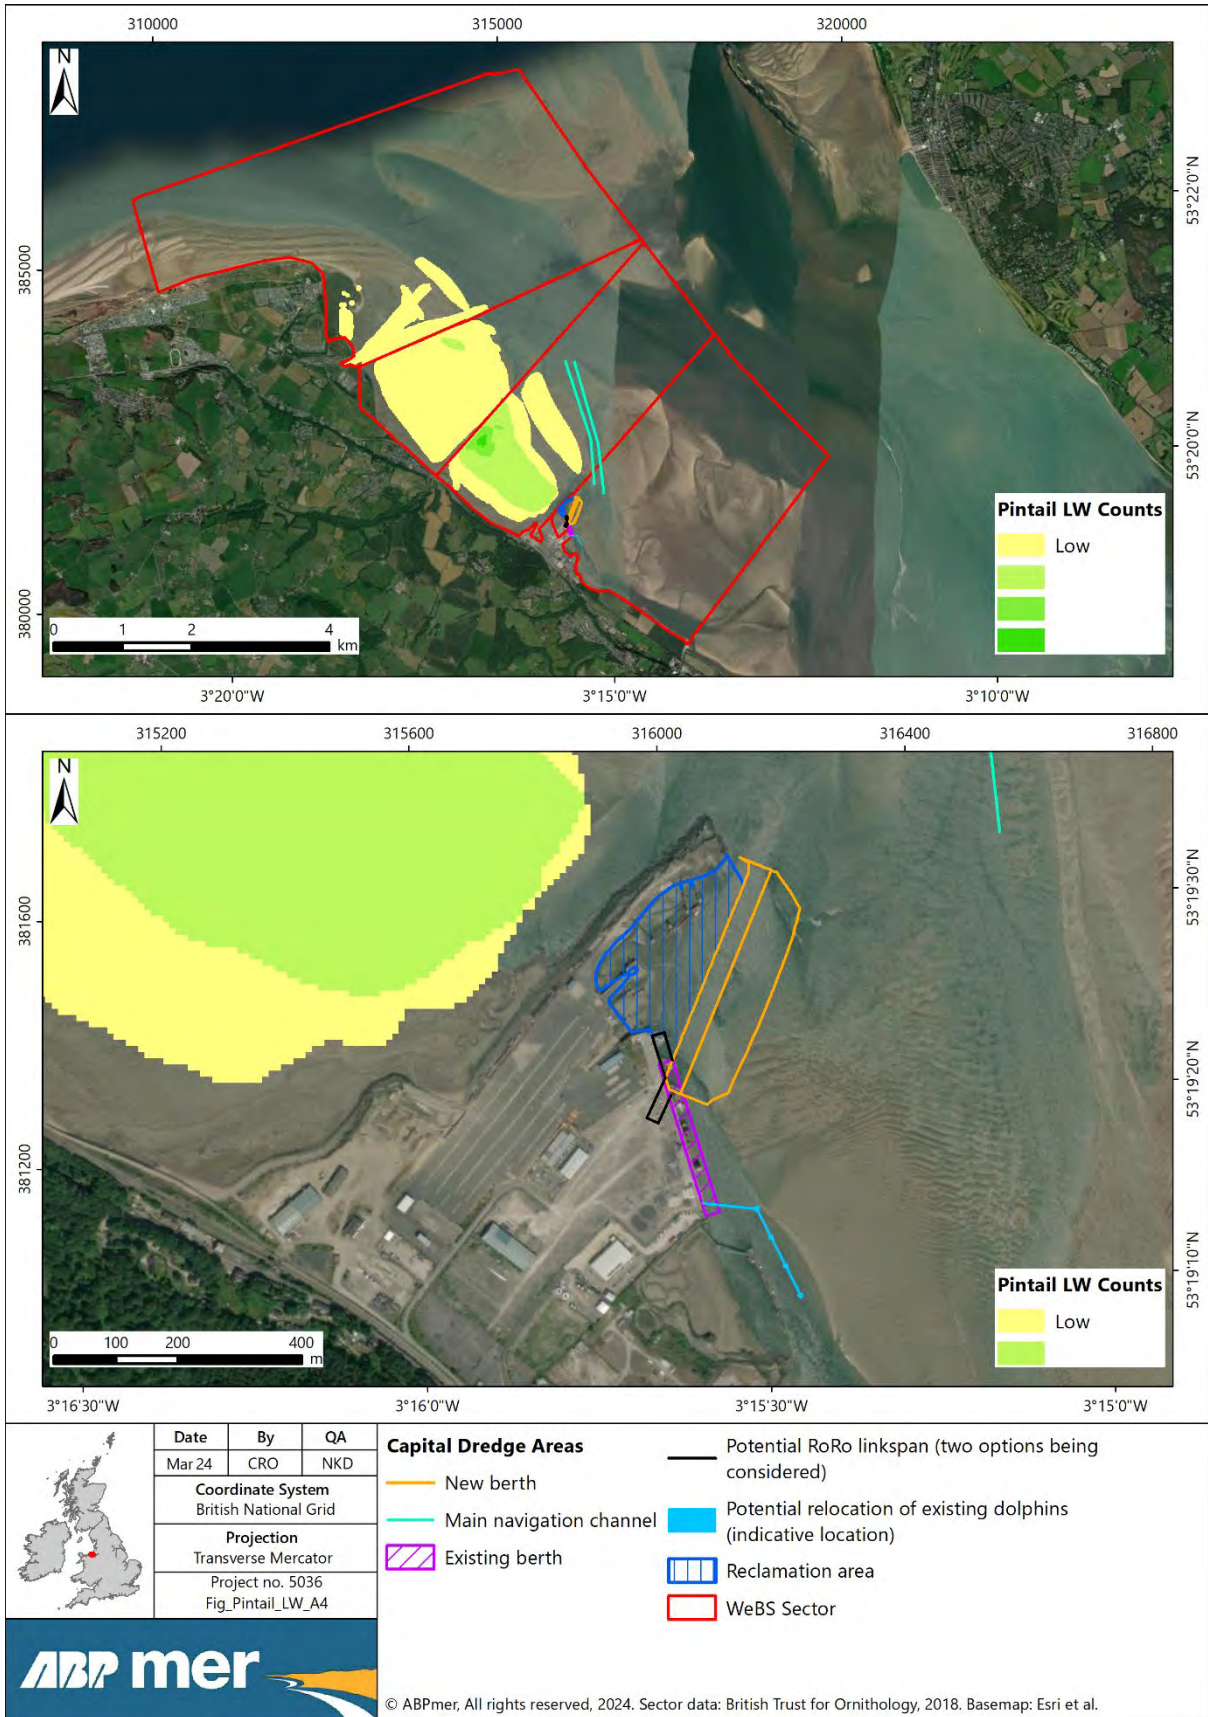 310000 315000 320000
N
385000
380000
53°22'0"N
53°20'0"N
Pintail LW Counts
Low
0 1 2 4
km
3°20'0"W 3°15'0"W 3°10'0"W
315200 315600 316000 316400 316800
N
381600
381200
53°19'30"N
53°19'20"N
53°19'10"N
Pintail LW Counts
Low
0 100 200 400
m
3°16'30"W 3°16'0"W 3°15'30"W 3°15'0"W
Date By QA
Mar 24 CRO NKD
Coordinate System
British National Grid
Projection
Transverse Mercator
Project no. 5036
Fig_Pintail_LW_A4
ABPmer
Capital Dredge Areas
New berth
Main navigation channel
Existing berth
Potential RoRo linkspan (two options being
considered)
Potential relocation of existing dolphins
(indicative location)
Reclamation area
WeBS Sector
© ABPmer, All rights reserved, 2024. Sector data: British Trust for Ornithology, 2018. Basemap: Esri et al.